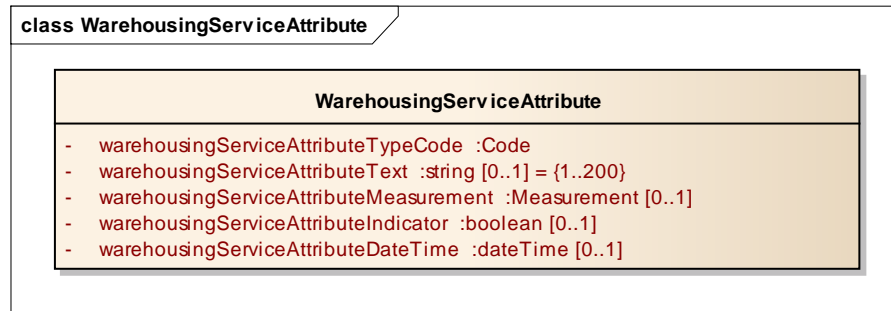 class WarehousingServiceAttribute
WarehousingServiceAttribute
- warehousingServiceAttributeTypeCode :Code
- warehousingServiceAttributeText :string [0..1] = {1..200}
- warehousingServiceAttributeMeasurement :Measurement [0..1]
- warehousingServiceAttributeIndicator :boolean [0..1]
- warehousingServiceAttributeDateTime :dateTime [0..1]